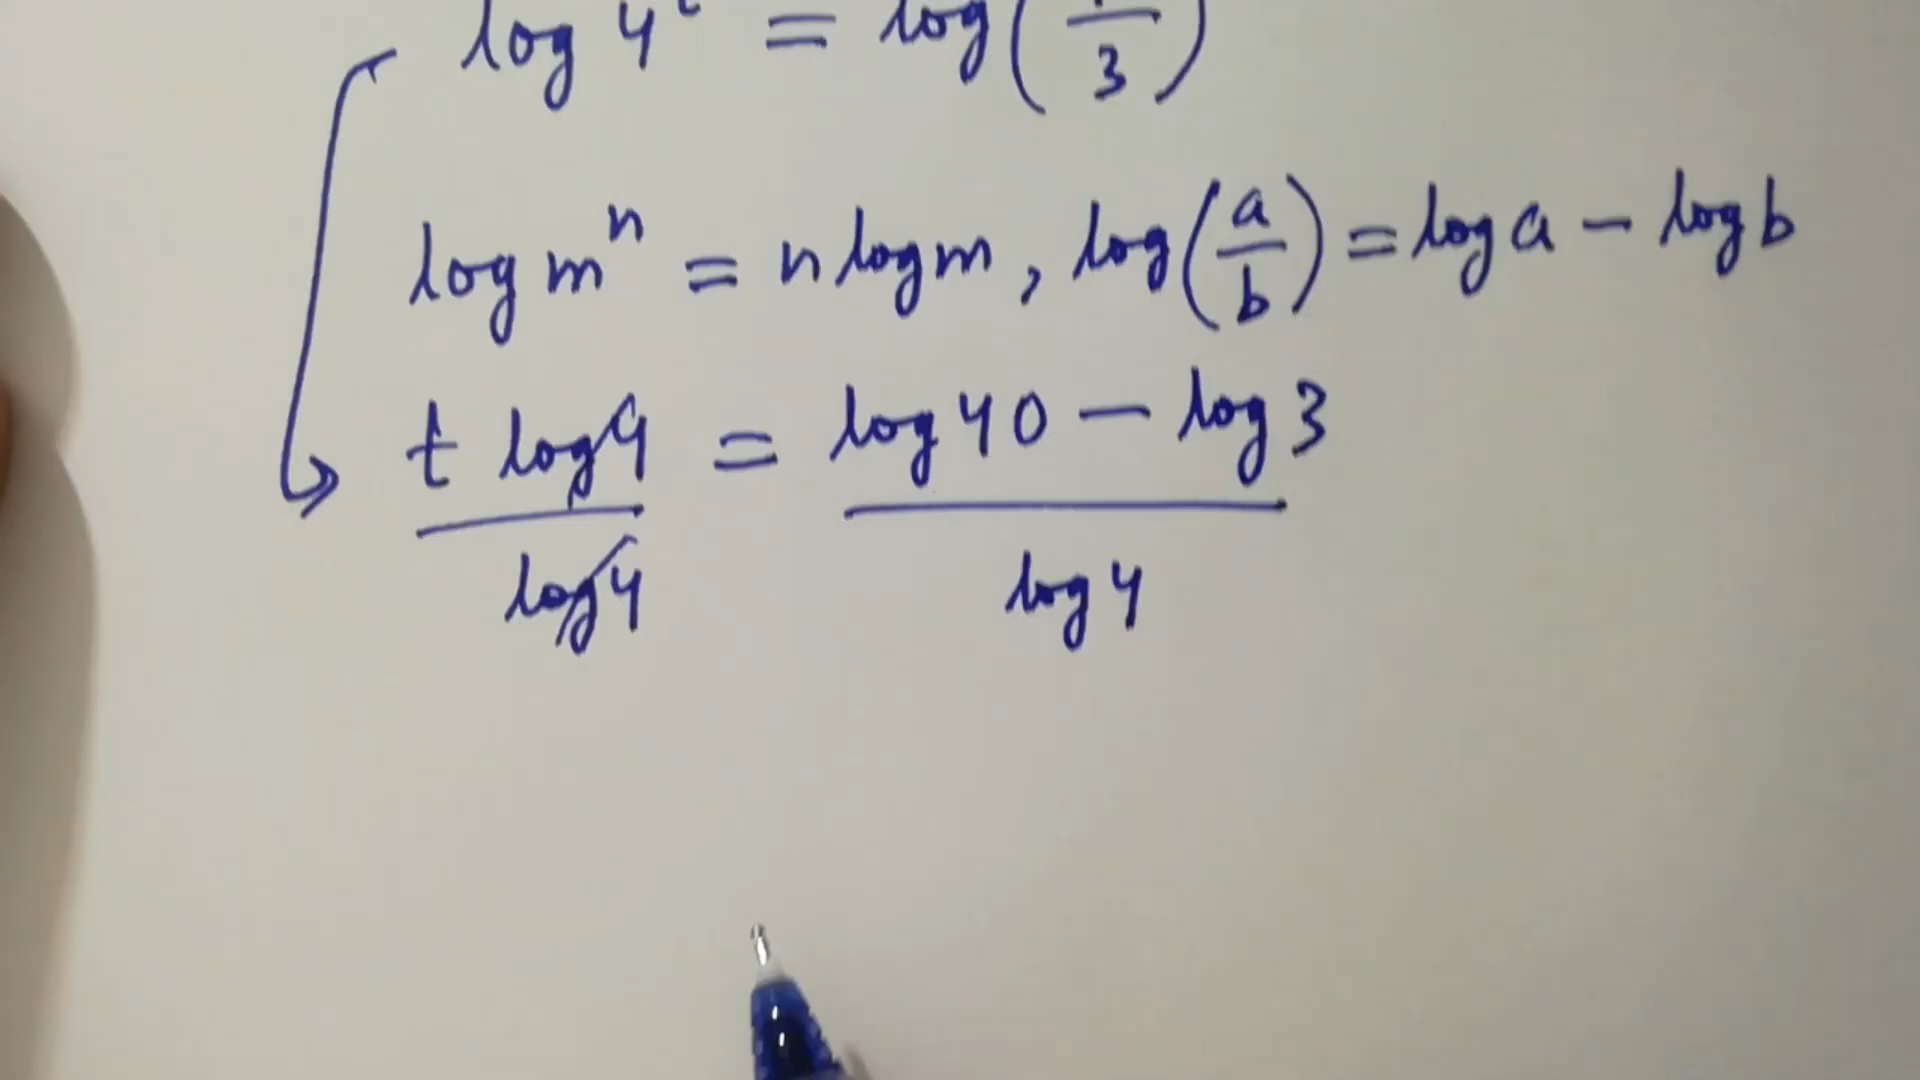 log 4 = log( /3)
log mⁿ = n log m, log(a/b) = log a − log b
t log 4 = log 40 − log 3
log 4 log 4